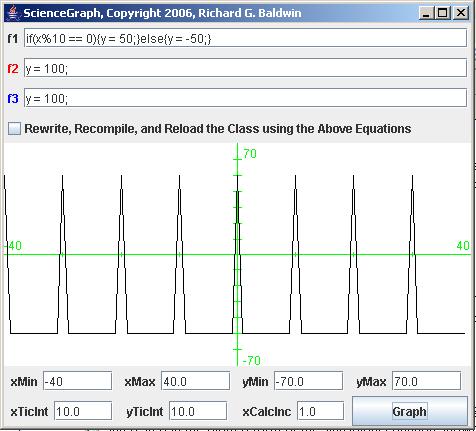 ScienceGraph, Copyright 2006, Richard G. Baldwin
f1 if(x%10 == 0){y = 50;}else{y = -50;}
f2 y = 100;
f3 y = 100;
Rewrite, Recompile, and Reload the Class using the Above Equations
70
-40 40
-70
xMin -40 xMax 40.0 yMin -70.0 yMax 70.0
xTicInt 10.0 yTicInt 10.0 xCalcInc 1.0 Graph